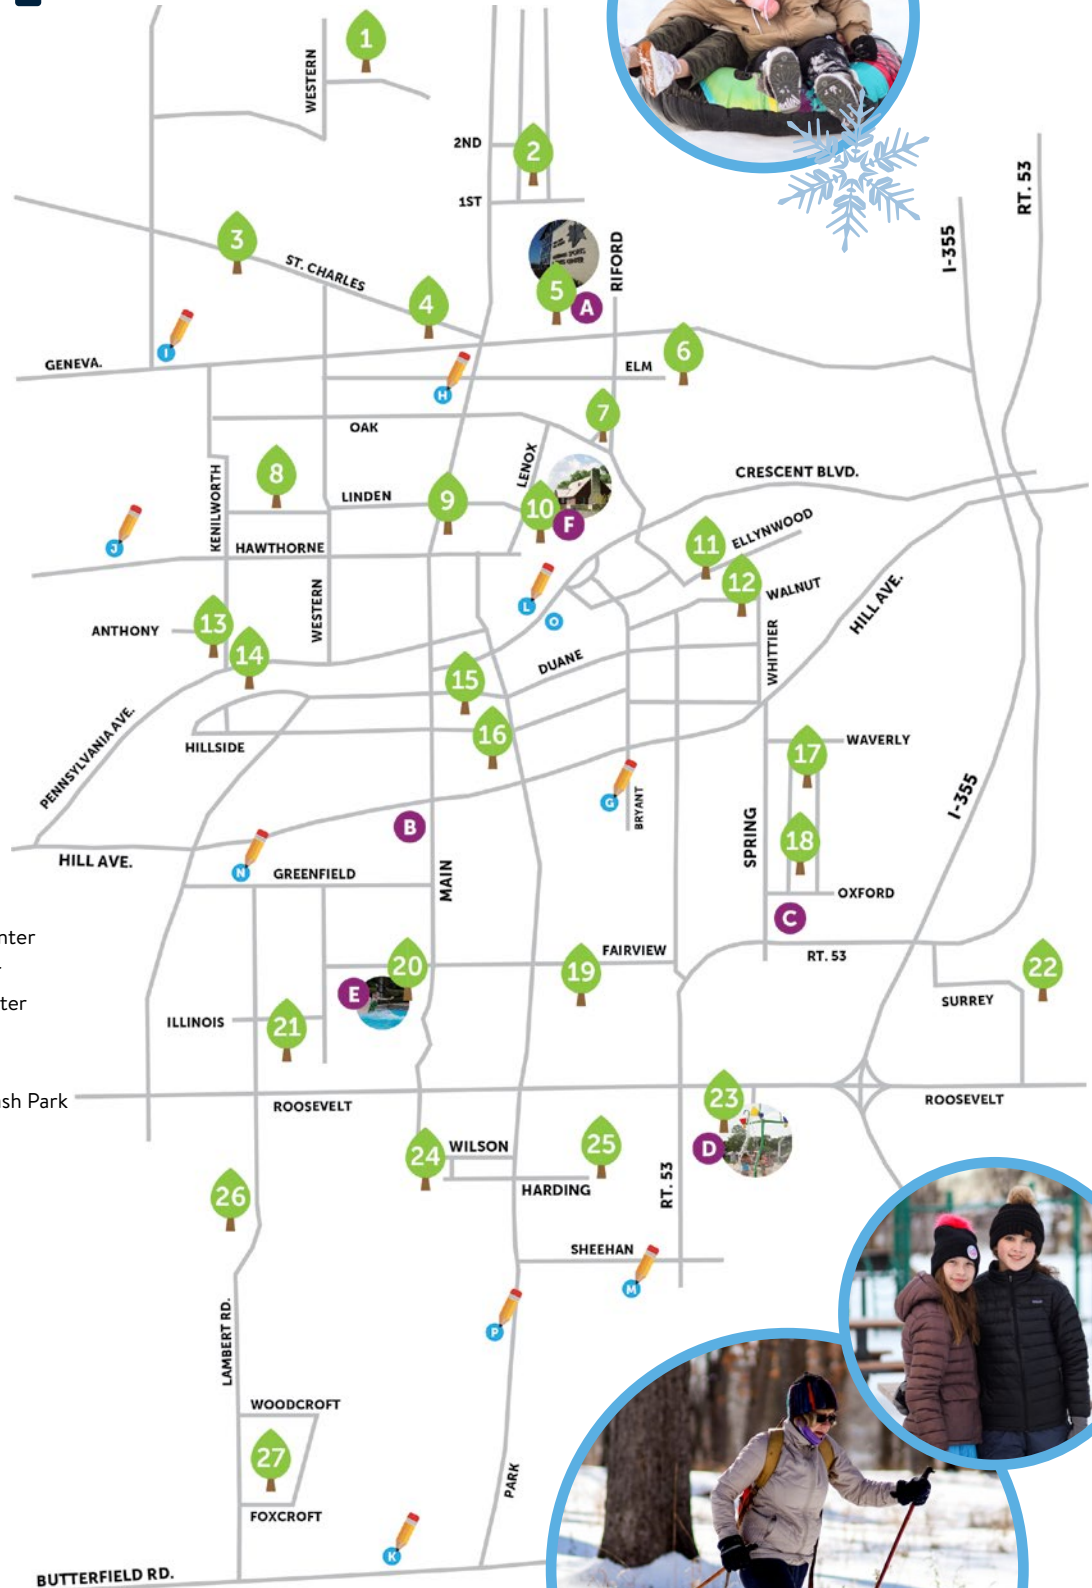 1
WESTERN
2ND
2
1ST
RT. 53
I-355
3
ST. CHARLES
RIFORD
4
5
A
I
GENEVA.
H
ELM
6
7
OAK
KENILWORTH
8
LINDEN
9
LENOX
10
F
CRESCENT BLVD.
J
HAWTHORNE
11
ELLYNWOOD
12
WALNUT
L
O
ANTHONY
13
14
WESTERN
DUANE
WHITTIER
HILL AVE.
15
16
HILLSIDE
PENNSYLVANIA AVE.
17
WAVERLY
G
BRYANT
B
I-355
SPRING
18
HILL AVE.
N
GREENFIELD
MAIN
OXFORD
C
nter
ter
20
FAIRVIEW
19
RT. 53
22
E
SURREY
ILLINOIS
21
sh Park
ROOSEVELT
ROOSEVELT
23
D
24
WILSON
25
HARDING
RT. 53
26
SHEEHAN
M
P
LAMBERT RD.
WOODCROFT
27
FOXCROFT
PARK
K
BUTTERFIELD RD.